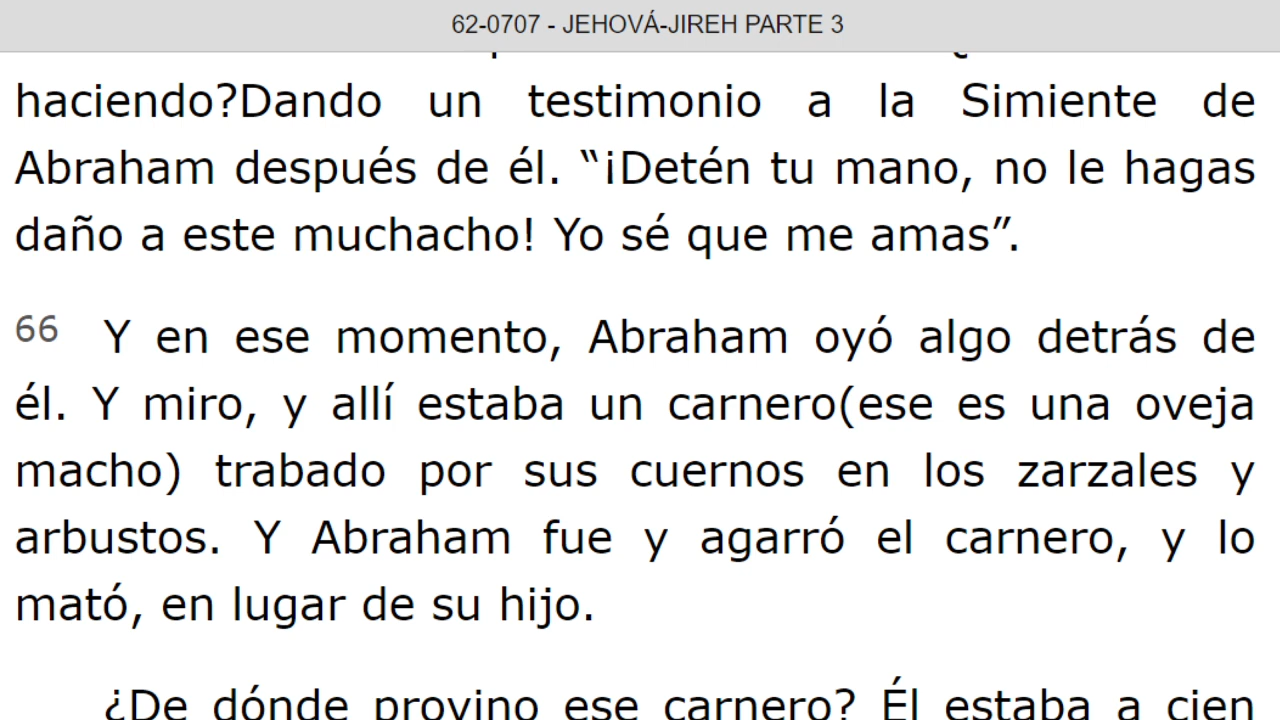 62-0707 - JEHOVÁ-JIREH PARTE 3
haciendo?Dando un testimonio a la Simiente de
Abraham después de él. “¡Detén tu mano, no le hagas
daño a este muchacho! Yo sé que me amas”.
66 Y en ese momento, Abraham oyó algo detrás de
él. Y miro, y allí estaba un carnero(ese es una oveja
macho) trabado por sus cuernos en los zarzales y
arbustos. Y Abraham fue y agarró el carnero, y lo
mató, en lugar de su hijo.
¿De dónde provino ese carnero? Él estaba a cien